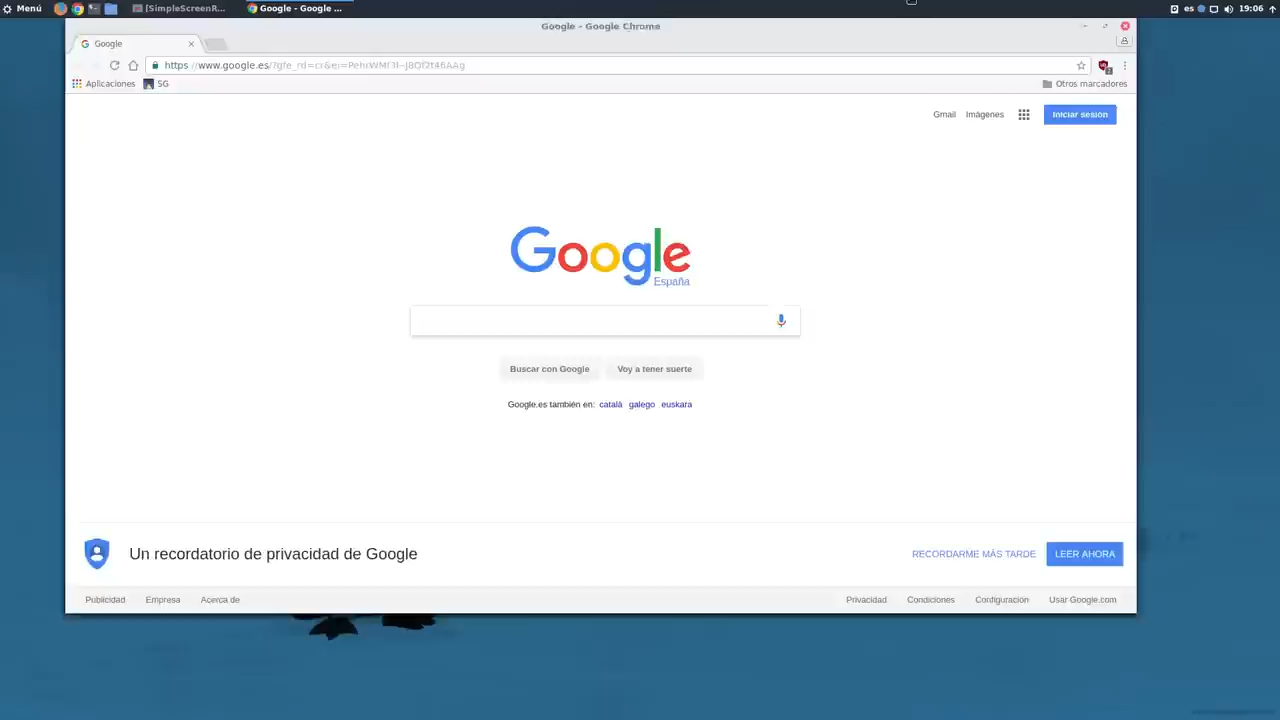 Menú [SimpleScreenR... Google - Google ... es 19:06
Google - Google Chrome
Google
https://www.google.es/
Aplicaciones SG Otros marcadores
Gmail Imágenes Iniciar sesión
Google
España
Buscar con Google Voy a tener suerte
Google.es también en: català galego euskara
Un recordatorio de privacidad de Google RECORDARME MÁS TARDE LEER AHORA
Publicidad Empresa Acerca de Privacidad Condiciones Configuración Usar Google.com